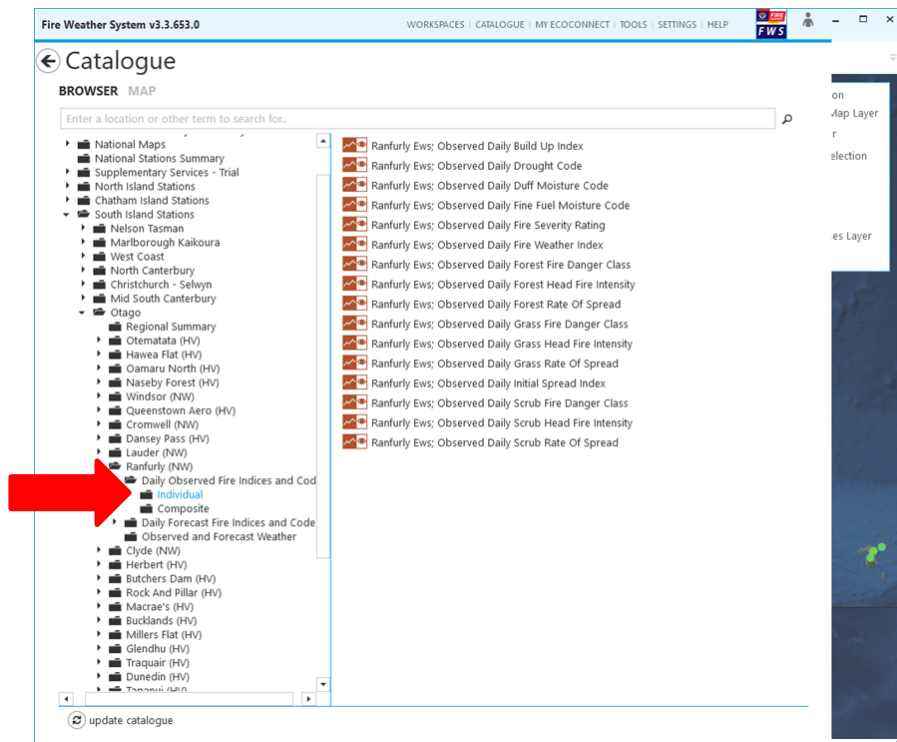 Fire Weather System v3.3.653.0
WORKSPACES | CATALOGUE | MY ECOCONNECT | TOOLS | SETTINGS | HELP
FIRE
FWS
Catalogue
BROWSER MAP
Enter a location or other term to search for..
National Maps
National Stations Summary
Supplementary Services - Trial
North Island Stations
Chatham Island Stations
South Island Stations
Nelson Tasman
Marlborough Kaikoura
West Coast
North Canterbury
Christchurch - Selwyn
Mid South Canterbury
Otago
Regional Summary
Otematata (HV)
Hawea Flat (HV)
Oamaru North (HV)
Naseby Forest (HV)
Windsor (NW)
Queenstown Aero (HV)
Cromwell (NW)
Dansey Pass (HV)
Lauder (NW)
Ranfurly (NW)
Daily Observed Fire Indices and Cod
Individual
Composite
Daily Forecast Fire Indices and Code
Observed and Forecast Weather
Clyde (NW)
Herbert (HV)
Butchers Dam (HV)
Rock And Pillar (HV)
Macrae's (HV)
Bucklands (HV)
Millers Flat (HV)
Glendhu (HV)
Traquair (HV)
Dunedin (HV)
Tapanui (HV)
update catalogue
Ranfurly Ews; Observed Daily Build Up Index
Ranfurly Ews; Observed Daily Drought Code
Ranfurly Ews; Observed Daily Duff Moisture Code
Ranfurly Ews; Observed Daily Fine Fuel Moisture Code
Ranfurly Ews; Observed Daily Fire Severity Rating
Ranfurly Ews; Observed Daily Fire Weather Index
Ranfurly Ews; Observed Daily Forest Fire Danger Class
Ranfurly Ews; Observed Daily Forest Head Fire Intensity
Ranfurly Ews; Observed Daily Forest Rate Of Spread
Ranfurly Ews; Observed Daily Grass Fire Danger Class
Ranfurly Ews; Observed Daily Grass Head Fire Intensity
Ranfurly Ews; Observed Daily Grass Rate Of Spread
Ranfurly Ews; Observed Daily Initial Spread Index
Ranfurly Ews; Observed Daily Scrub Fire Danger Class
Ranfurly Ews; Observed Daily Scrub Head Fire Intensity
Ranfurly Ews; Observed Daily Scrub Rate Of Spread
on
Map Layer
r
election
es Layer